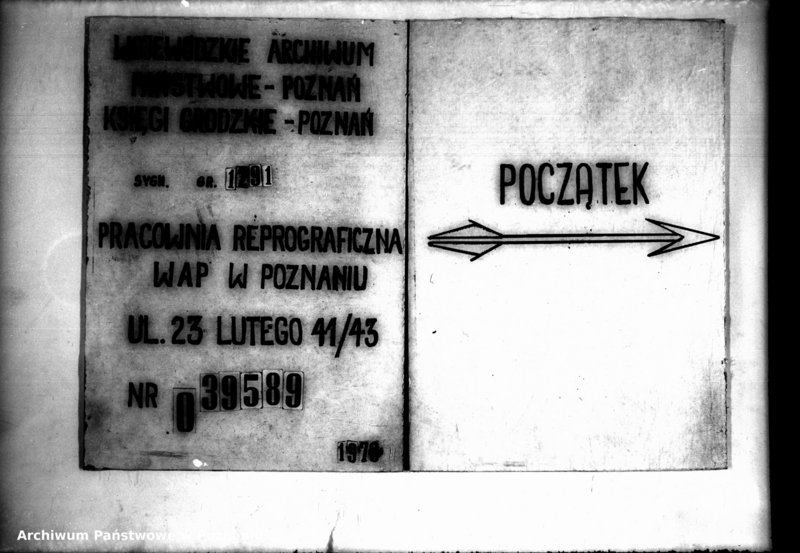 WOJEWÓDZKIE ARCHIWUM
PAŃSTWOWE - POZNAŃ
KSIĘGI GRODZKIE - POZNAŃ
SYGN. GR. 1291
PRACOWNIA REPROGRAFICZNA
WAP W POZNANIU
UL. 23 LUTEGO 41/43
NR 039589
1970
POCZĄTEK
Archiwum Państwowe